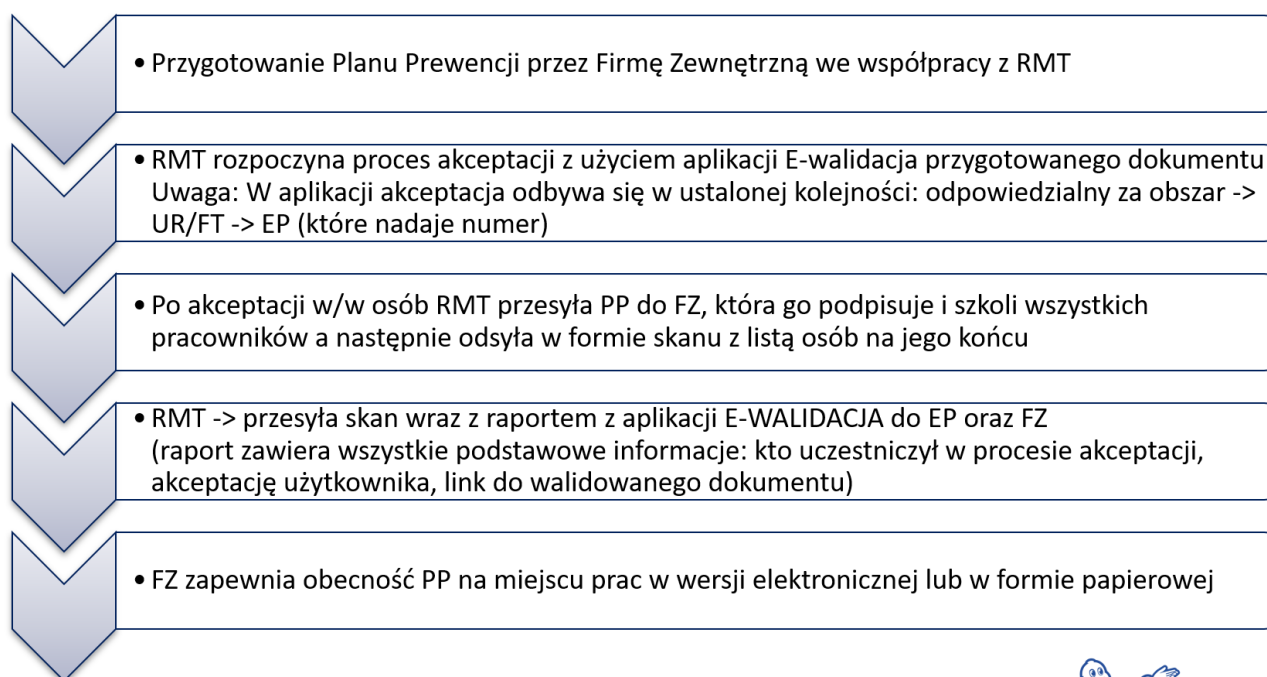 • Przygotowanie Planu Prewencji przez Firmę Zewnętrzną we współpracy z RMT
• RMT rozpoczyna proces akceptacji z użyciem aplikacji E-walidacja przygotowanego dokumentu
Uwaga: W aplikacji akceptacja odbywa się w ustalonej kolejności: odpowiedzialny za obszar ->
UR/FT -> EP (które nadaje numer)
• Po akceptacji w/w osób RMT przesyła PP do FZ, która go podpisuje i szkoli wszystkich
pracowników a następnie odsyła w formie skanu z listą osób na jego końcu
• RMT -> przesyła skan wraz z raportem z aplikacji E-WALIDACJA do EP oraz FZ
(raport zawiera wszystkie podstawowe informacje: kto uczestniczył w procesie akceptacji,
akceptację użytkownika, link do walidowanego dokumentu)
• FZ zapewnia obecność PP na miejscu prac w wersji elektronicznej lub w formie papierowej